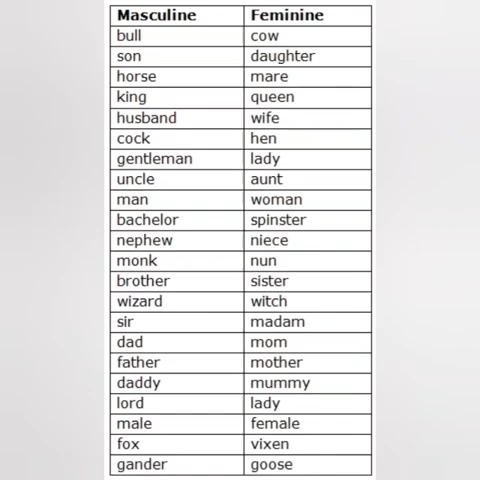 Masculine Feminine
bull cow
son daughter
horse mare
king queen
husband wife
cock hen
gentleman lady
uncle aunt
man woman
bachelor spinster
nephew niece
monk nun
brother sister
wizard witch
sir madam
dad mom
father mother
daddy mummy
lord lady
male female
fox vixen
gander goose